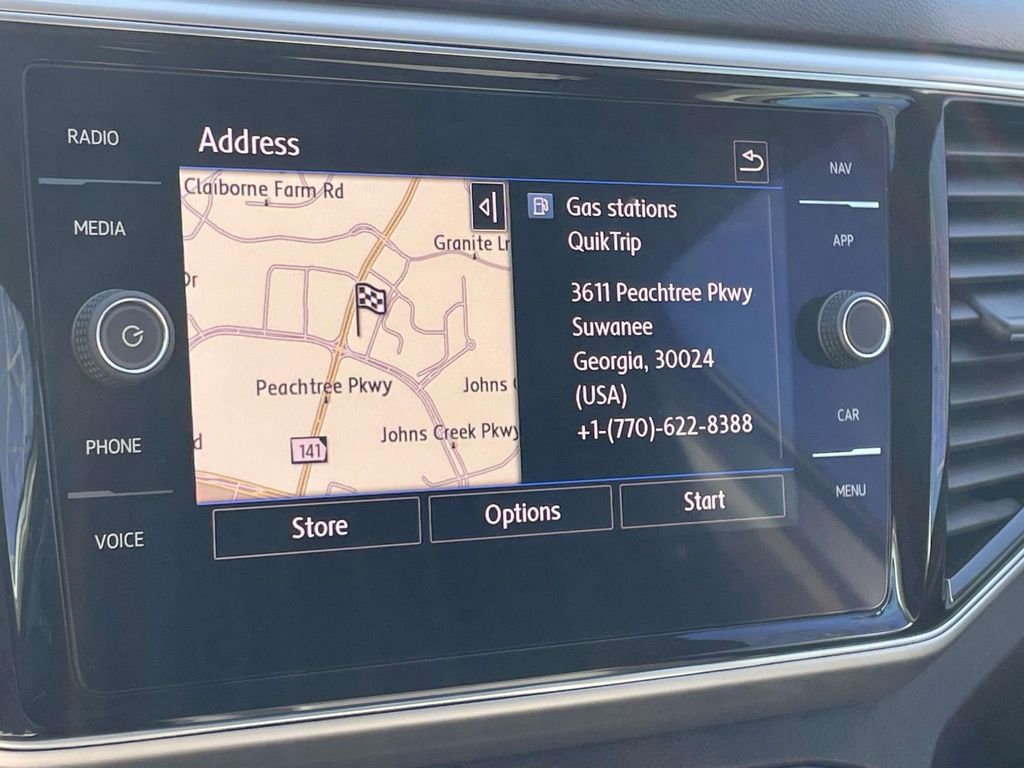 RADIO
MEDIA
PHONE
VOICE
Address
Claiborne Farm Rd
Granite Ln
Dr
Peachtree Pkwy
Johns
Johns Creek Pkwy
141
Gas stations
QuikTrip
3611 Peachtree Pkwy
Suwanee
Georgia, 30024
(USA)
+1-(770)-622-8388
Store
Options
Start
NAV
APP
CAR
MENU